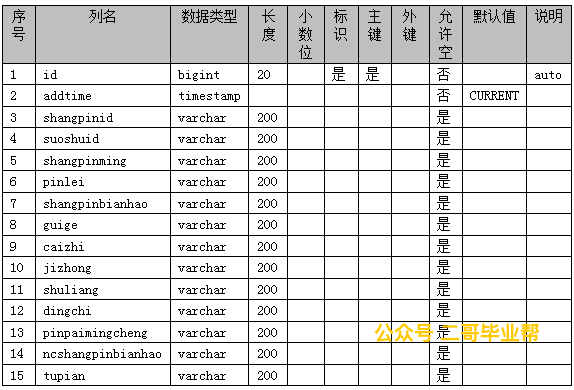 序号 列名 数据类型 长度 小数位 标识 主键 外键 允许空 默认值 说明
1 id bigint 20 是 是 否 auto
2 addtime timestamp 否 CURRENT
3 shangpinid varchar 200 是
4 suoshuid varchar 200 是
5 shangpinming varchar 200 是
6 pinlei varchar 200 是
7 shangpinbianhao varchar 200 是
8 guige varchar 200 是
9 caizhi varchar 200 是
10 jizhong varchar 200 是
11 shuliang varchar 200 是
12 dingchi varchar 200 是
13 pinpaimingcheng varchar 200 是
公众号 二哥毕业帮
14 ncshangpinbianhao varchar 200 是
15 tupian varchar 200 是